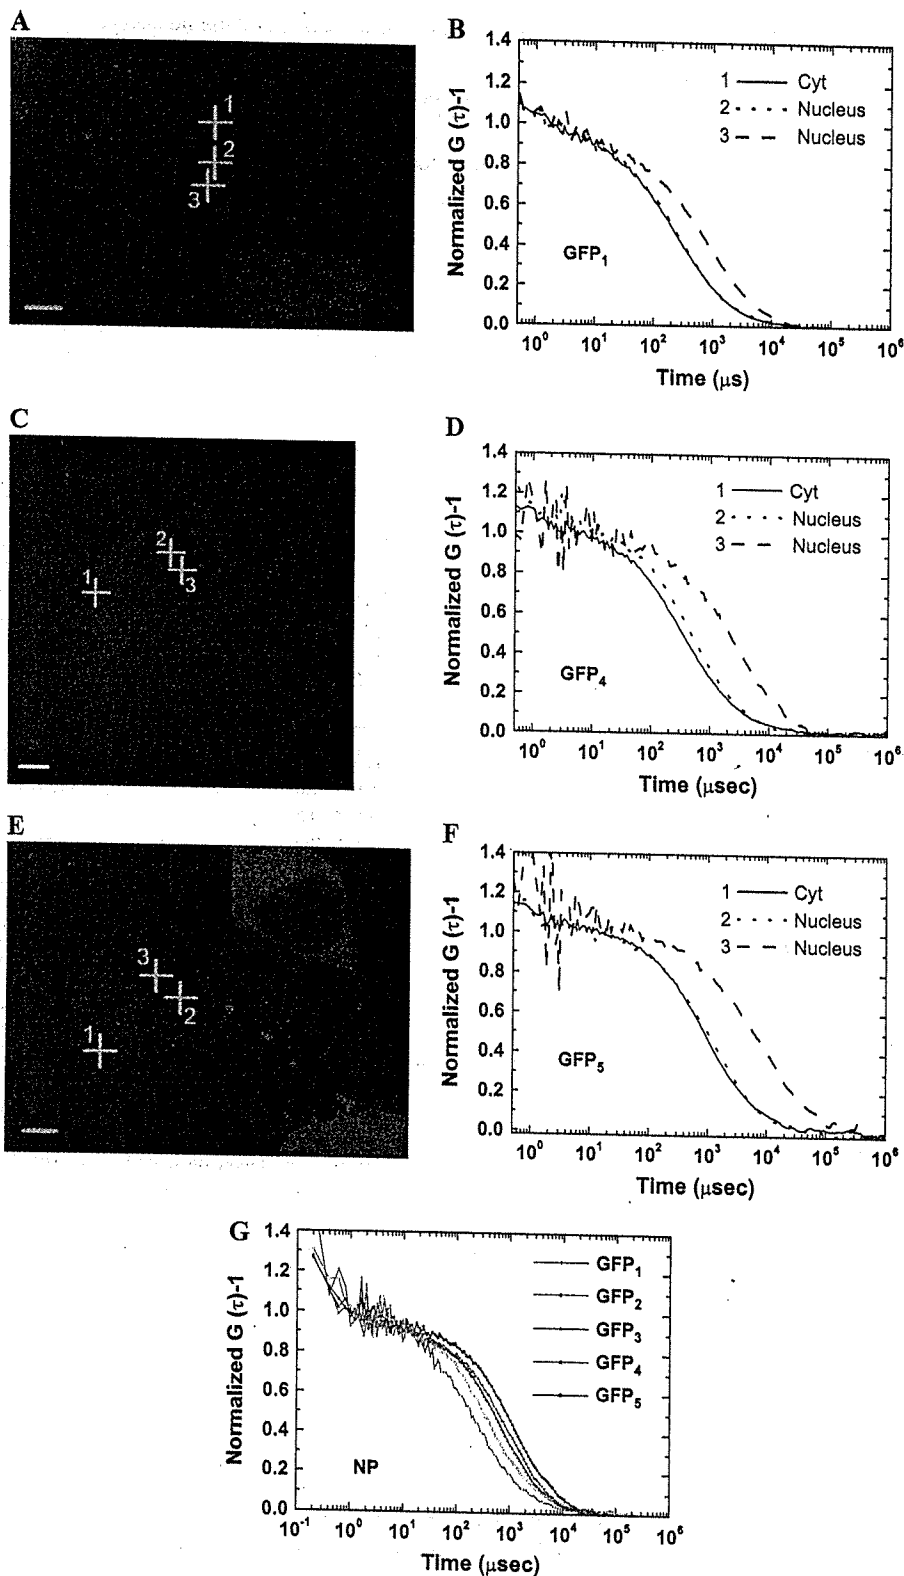 A
1
2
3
B
Normalized G (τ)-1
1.4
1.2
1.0
0.8
0.6
0.4
0.2
0.0
1 Cyt
2 Nucleus
3 Nucleus
GFP₁
10⁰ 10¹ 10² 10³ 10⁴ 10⁵ 10⁶
Time (μs)
C
2
1
3
D
Normalized G (τ)-1
1.4
1.2
1.0
0.8
0.6
0.4
0.2
0.0
1 Cyt
2 Nucleus
3 Nucleus
GFP₄
10⁰ 10¹ 10² 10³ 10⁴ 10⁵ 10⁶
Time (μsec)
E
3
2
1
F
Normalized G (τ)-1
1.4
1.2
1.0
0.8
0.6
0.4
0.2
0.0
1 Cyt
2 Nucleus
3 Nucleus
GFP₅
10⁰ 10¹ 10² 10³ 10⁴ 10⁵ 10⁶
Time (μsec)
G
Normalized G (τ)-1
1.4
1.2
1.0
0.8
0.6
0.4
0.2
0.0
GFP₁
GFP₂
GFP₃
GFP₄
GFP₅
NP
10⁻¹ 10⁰ 10¹ 10² 10³ 10⁴ 10⁵ 10⁶
Time (μsec)